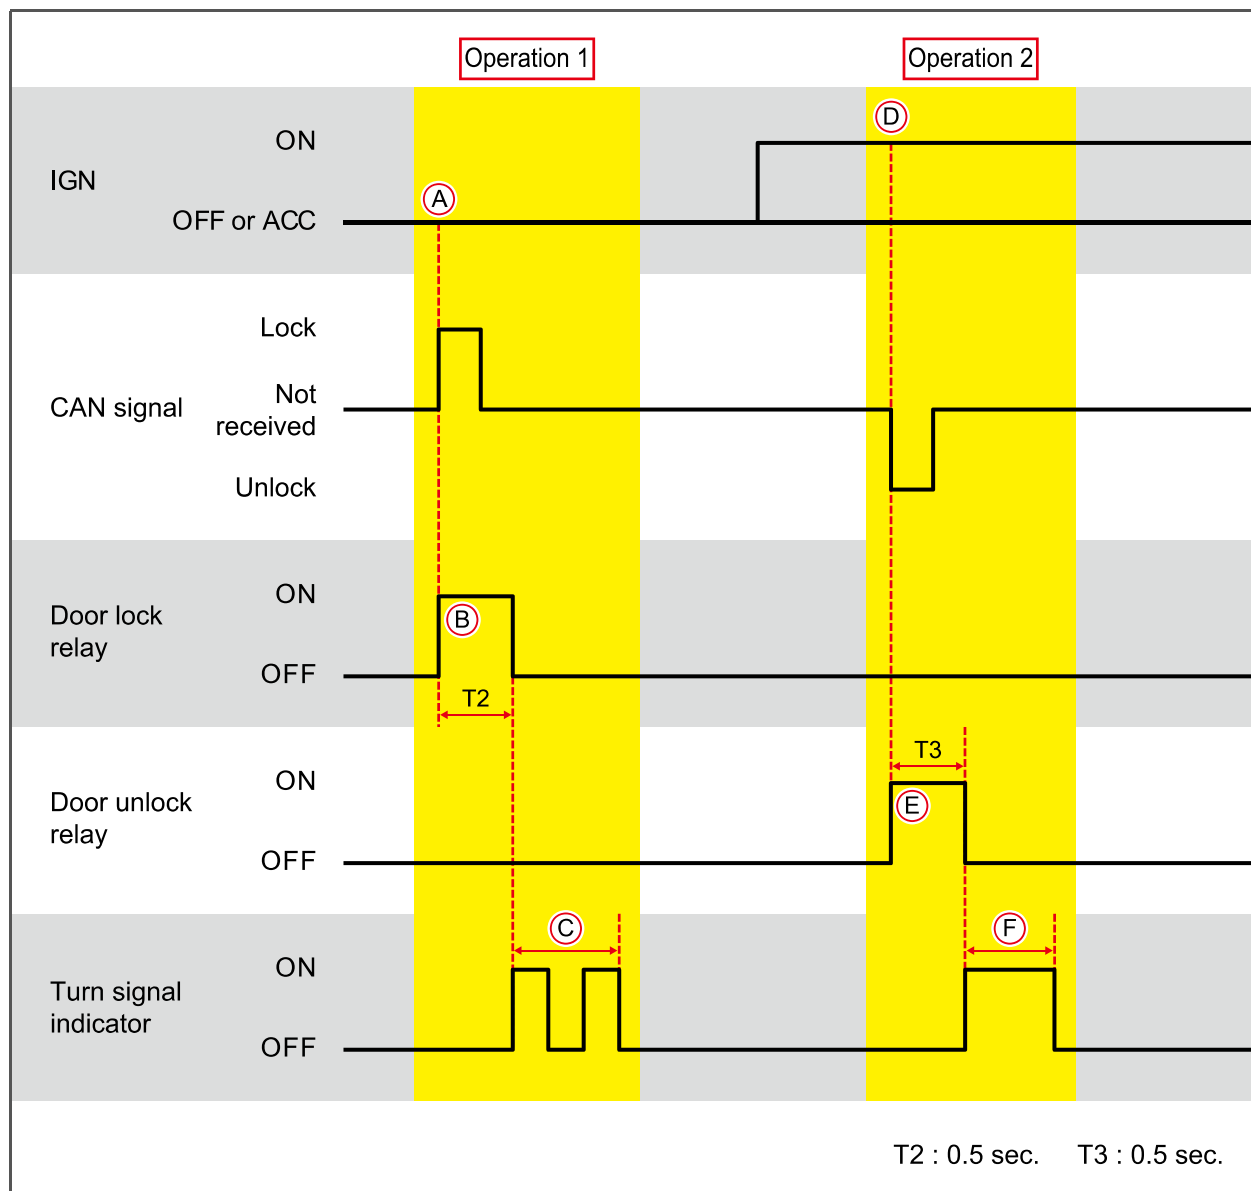 Operation 1
Operation 2
D
ON
IGN
A
OFF or ACC
Lock
Not
CAN signal
received
Unlock
ON
Door lock
B
relay
OFF
T2
T3
ON
Door unlock
E
relay
OFF
C
F
ON
Turn signal
indicator
OFF
T2 : 0.5 sec. T3 : 0.5 sec.